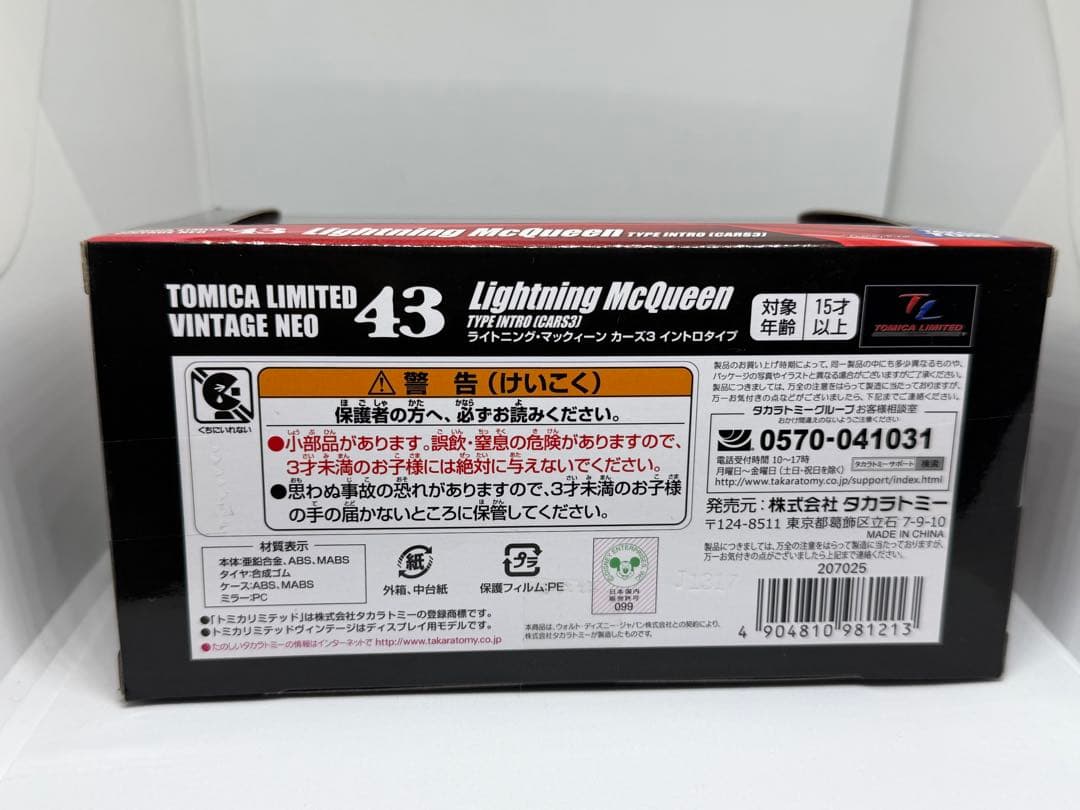 43 Lightning McQueen TYPE INTRO (CARS3)
VINTAGE NEO
TOMICA LIMITED
VINTAGE NEO
43
Lightning McQueen
TYPE INTRO (CARS3)
ライトニング・マックィーン カーズ3 イントロタイプ
対象
年齢
15才
以上
TL
TOMICA LIMITED
くちにいれない
警 告(けいこく)
保護者の方へ、必ずお読みください。
●小部品があります。誤飲・窒息の危険がありますので、
3才未満のお子様には絶対に与えないでください。
●思わぬ事故の恐れがありますので、3才未満のお子様
の手の届かないところに保管してください。
材質表示
本体:亜鉛合金、ABS、MABS
タイヤ:合成ゴム
ケース:ABS、MABS
ミラー:PC
紙
外箱、中台紙
プラ
保護フィルム:PE
日本国内
販売許可
099
●「トミカリミテッド」は株式会社タカラトミーの登録商標です。
●トミカリミテッドヴィンテージはディスプレイ用モデルです。
●たのしいタカラトミーの情報はインターネットで http://www.takaratomy.co.jp
本商品は、ウォルト・ディズニー・ジャパン株式会社との契約により、
株式会社タカラトミーが製造したものです。
製品のお買い上げ時期によって、同一製品の中にも多少異なるものや、
パッケージの写真やイラストと異なる場合がございますがご了承ください。
製品につきましては、万全の注意をはらって製造に当たっておりますが、
万一お気付きの点などがございましたら、下記までご連絡ください。
タカラトミーグループお客様相談室
おかけ間違えのないようご注意ください
0570-041031
電話受付時間 10〜17時
月曜日〜金曜日(土日・祝日を除く)
タカラトミーサポート 検索
http://www.takaratomy.co.jp/support/index.html
発売元:株式会社 タカラトミー
〒124-8511 東京都葛飾区立石 7-9-10
MADE IN CHINA
製品につきましては、万全の注意をはらって製造に当たっておりますが、
万一お気付きの点がございましたら上記まで連絡ください。
207025
4 904810 981213